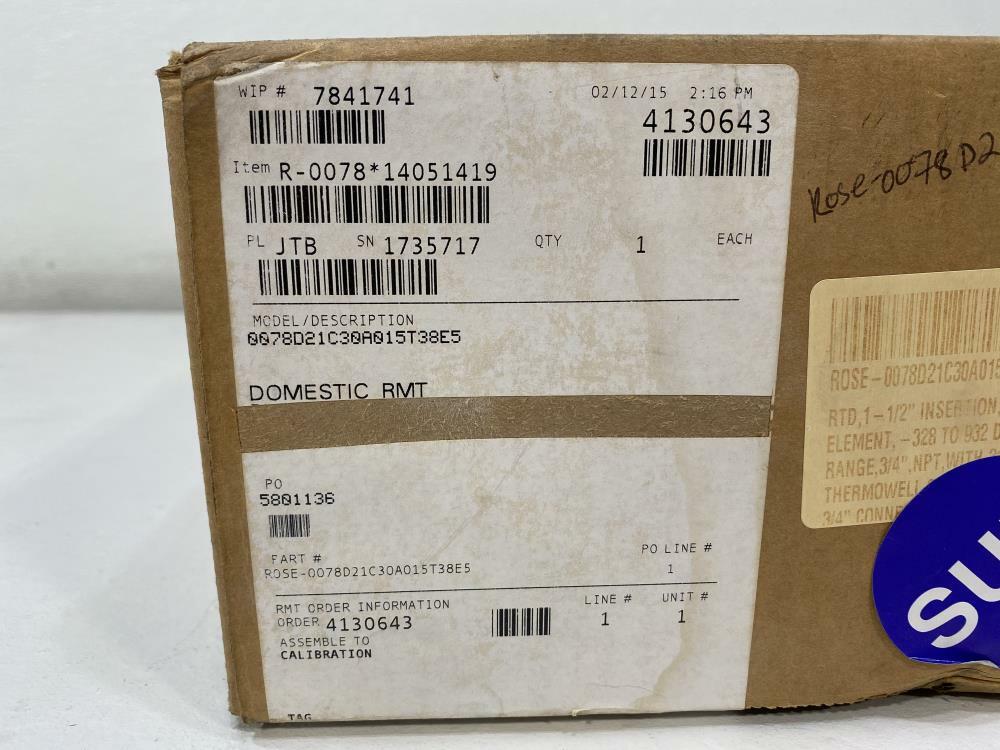 WIP # 7841741
02/12/15 2:16 PM
4130643
Item R-0078*14051419
PL JTB SN 1735717 QTY 1 EACH
MODEL/DESCRIPTION
0078D21C30A015T38E5
DOMESTIC RMT
PO
5801136
PART # PO LINE #
ROSE-0078D21C30A015T38E5 1
RMT ORDER INFORMATION LINE # UNIT #
ORDER 4130643 1 1
ASSEMBLE TO
CALIBRATION
TAG
Rose-0078D2
ROSE-0078D21C30A015
RTD,1-1/2" INSERTION
ELEMENT, -328 TO 932 D
RANGE,3/4",NPT,WITH
THERMOWELL
3/4" CONNE
SU